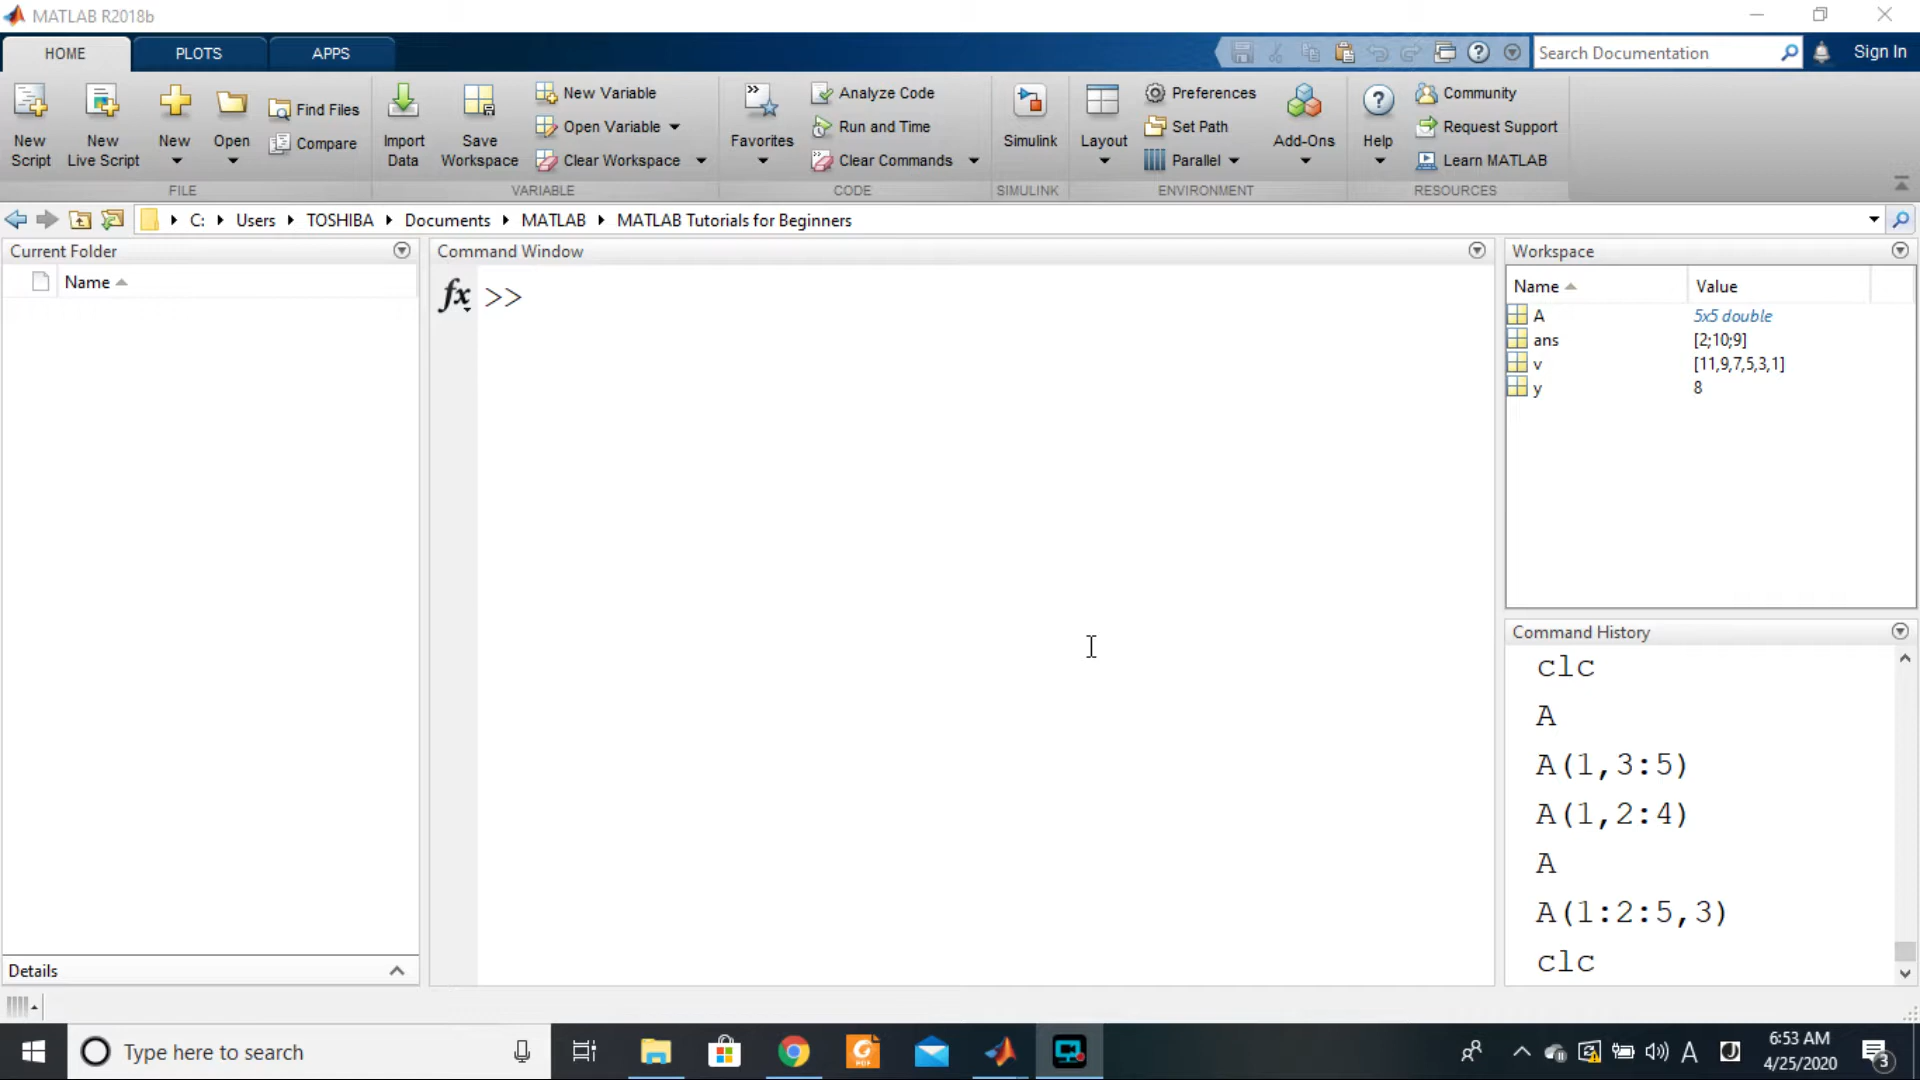 MATLAB R2018b
HOME PLOTS APPS
Search Documentation
Sign In
New Script
New Live Script
New
Open
Find Files
Compare
Import Data
Save Workspace
New Variable
Open Variable
Clear Workspace
Favorites
Analyze Code
Run and Time
Clear Commands
Simulink
Layout
Preferences
Set Path
Parallel
Add-Ons
Help
Community
Request Support
Learn MATLAB
FILE VARIABLE CODE SIMULINK ENVIRONMENT RESOURCES
C: Users TOSHIBA Documents MATLAB MATLAB Tutorials for Beginners
Current Folder
Name
Details
Command Window
fx >>
Workspace
Name Value
A 5x5 double
ans [2;10;9]
v [11,9,7,5,3,1]
y 8
Command History
clc
A
A(1,3:5)
A(1,2:4)
A
A(1:2:5,3)
clc
Type here to search
A
J
6:53 AM
4/25/2020
3